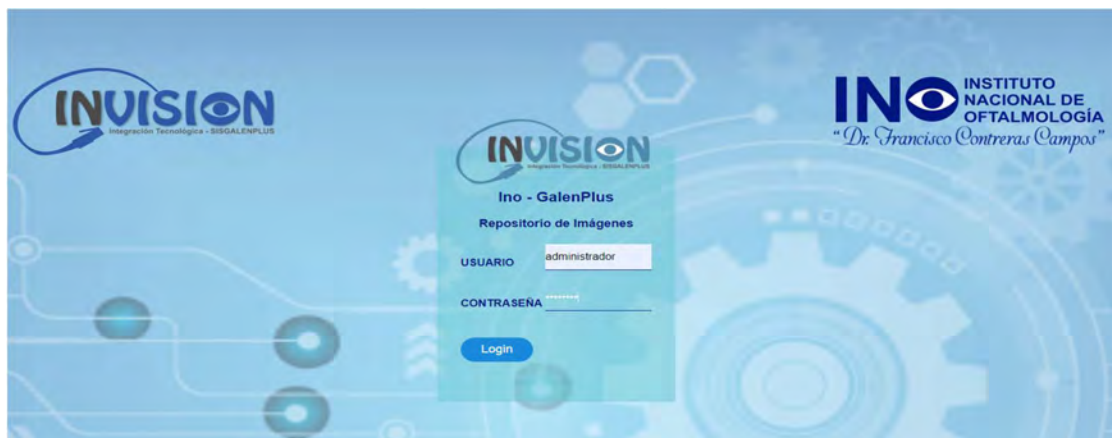 INVISION
Integración Tecnológica - SISGALENPLUS
INO
INSTITUTO
NACIONAL DE
OFTALMOLOGÍA
“Dr. Francisco Contreras Campos”
INVISION
Integración Tecnológica - SISGALENPLUS
Ino - GalenPlus
Repositorio de Imágenes
USUARIO administrador
CONTRASEÑA ********
Login